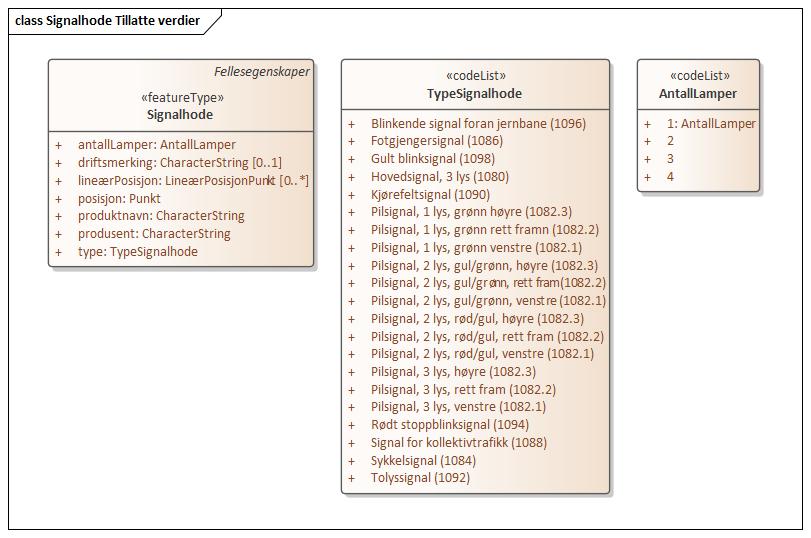 class Signalhode Tillatte verdier
Fellesegenskaper
«featureType»
Signalhode
+ antallLamper: AntallLamper
+ driftsmerking: CharacterString [0..1]
+ lineærPosisjon: LineærPosisjonPunkt [0..*]
+ posisjon: Punkt
+ produktnavn: CharacterString
+ produsent: CharacterString
+ type: TypeSignalhode
«codeList»
TypeSignalhode
+ Blinkende signal foran jernbane (1096)
+ Fotgjengersignal (1086)
+ Gult blinksignal (1098)
+ Hovedsignal, 3 lys (1080)
+ Kjørefeltsignal (1090)
+ Pilsignal, 1 lys, grønn høyre (1082.3)
+ Pilsignal, 1 lys, grønn rett framn (1082.2)
+ Pilsignal, 1 lys, grønn venstre (1082.1)
+ Pilsignal, 2 lys, gul/grønn, høyre (1082.3)
+ Pilsignal, 2 lys, gul/grønn, rett fram(1082.2)
+ Pilsignal, 2 lys, gul/grønn, venstre (1082.1)
+ Pilsignal, 2 lys, rød/gul, høyre (1082.3)
+ Pilsignal, 2 lys, rød/gul, rett fram (1082.2)
+ Pilsignal, 2 lys, rød/gul, venstre (1082.1)
+ Pilsignal, 3 lys, høyre (1082.3)
+ Pilsignal, 3 lys, rett fram (1082.2)
+ Pilsignal, 3 lys, venstre (1082.1)
+ Rødt stoppblinksignal (1094)
+ Signal for kollektivtrafikk (1088)
+ Sykkelsignal (1084)
+ Tolyssignal (1092)
«codeList»
AntallLamper
+ 1: AntallLamper
+ 2
+ 3
+ 4